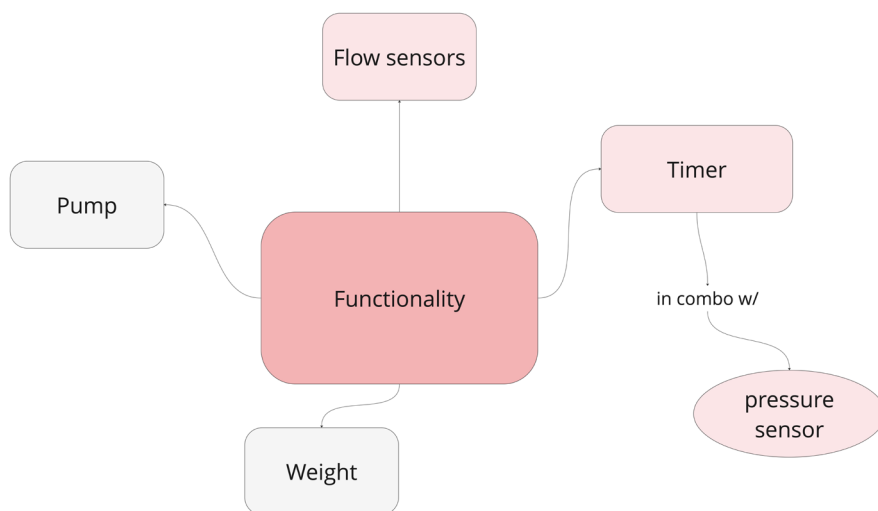 Flow sensors
Timer
Pump
Functionality
in combo w/
pressure
sensor
Weight